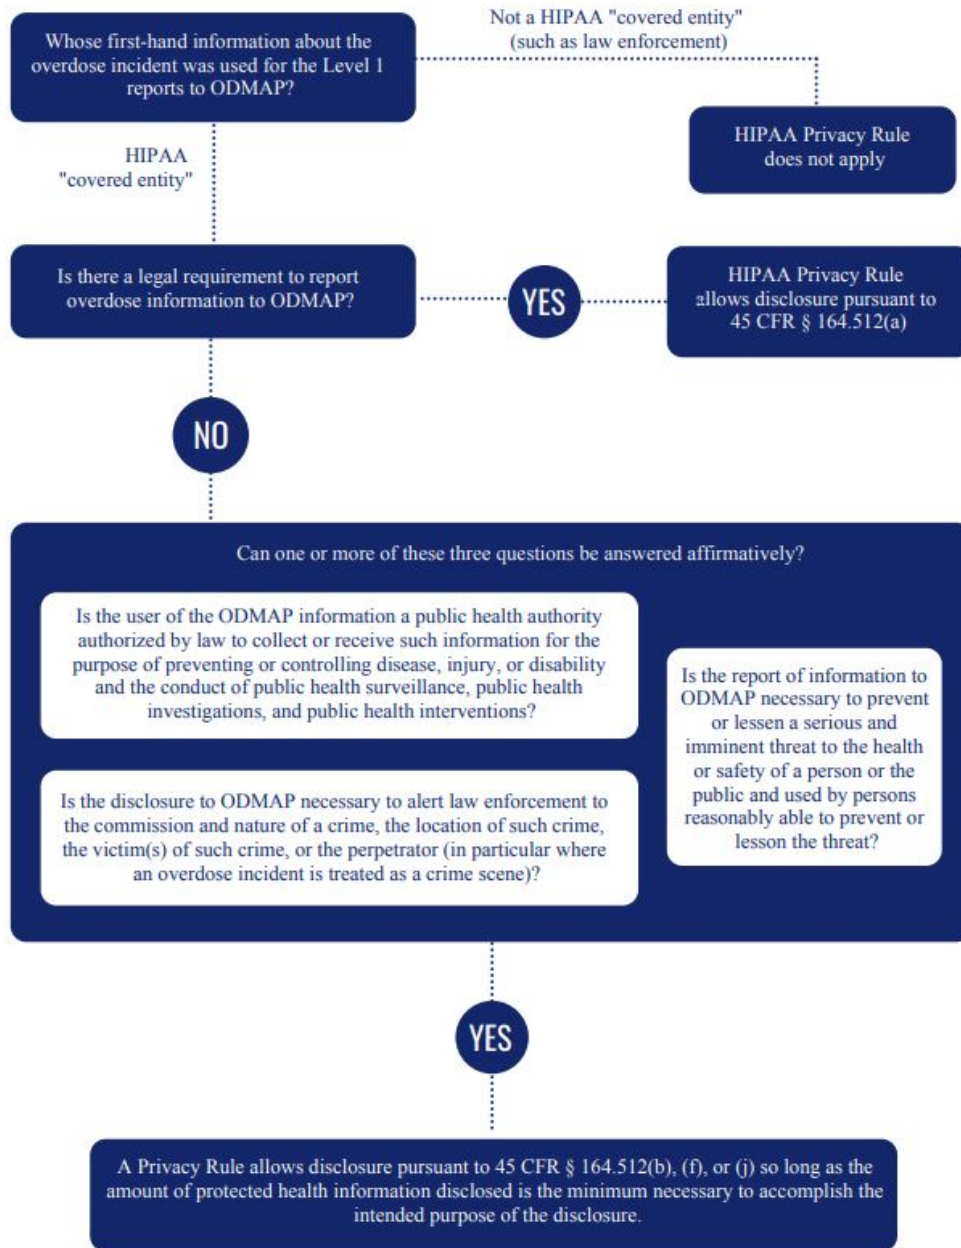 Whose first-hand information about the
overdose incident was used for the Level 1
reports to ODMAP?
Not a HIPAA "covered entity"
(such as law enforcement)
HIPAA Privacy Rule
does not apply
HIPAA
"covered entity"
Is there a legal requirement to report
overdose information to ODMAP?
YES
HIPAA Privacy Rule
allows disclosure pursuant to
45 CFR § 164.512(a)
NO
Can one or more of these three questions be answered affirmatively?
Is the user of the ODMAP information a public health authority
authorized by law to collect or receive such information for the
purpose of preventing or controlling disease, injury, or disability
and the conduct of public health surveillance, public health
investigations, and public health interventions?
Is the disclosure to ODMAP necessary to alert law enforcement to
the commission and nature of a crime, the location of such crime,
the victim(s) of such crime, or the perpetrator (in particular where
an overdose incident is treated as a crime scene)?
Is the report of information to
ODMAP necessary to prevent
or lessen a serious and
imminent threat to the health
or safety of a person or the
public and used by persons
reasonably able to prevent or
lesson the threat?
YES
A Privacy Rule allows disclosure pursuant to 45 CFR § 164.512(b), (f), or (j) so long as the
amount of protected health information disclosed is the minimum necessary to accomplish the
intended purpose of the disclosure.